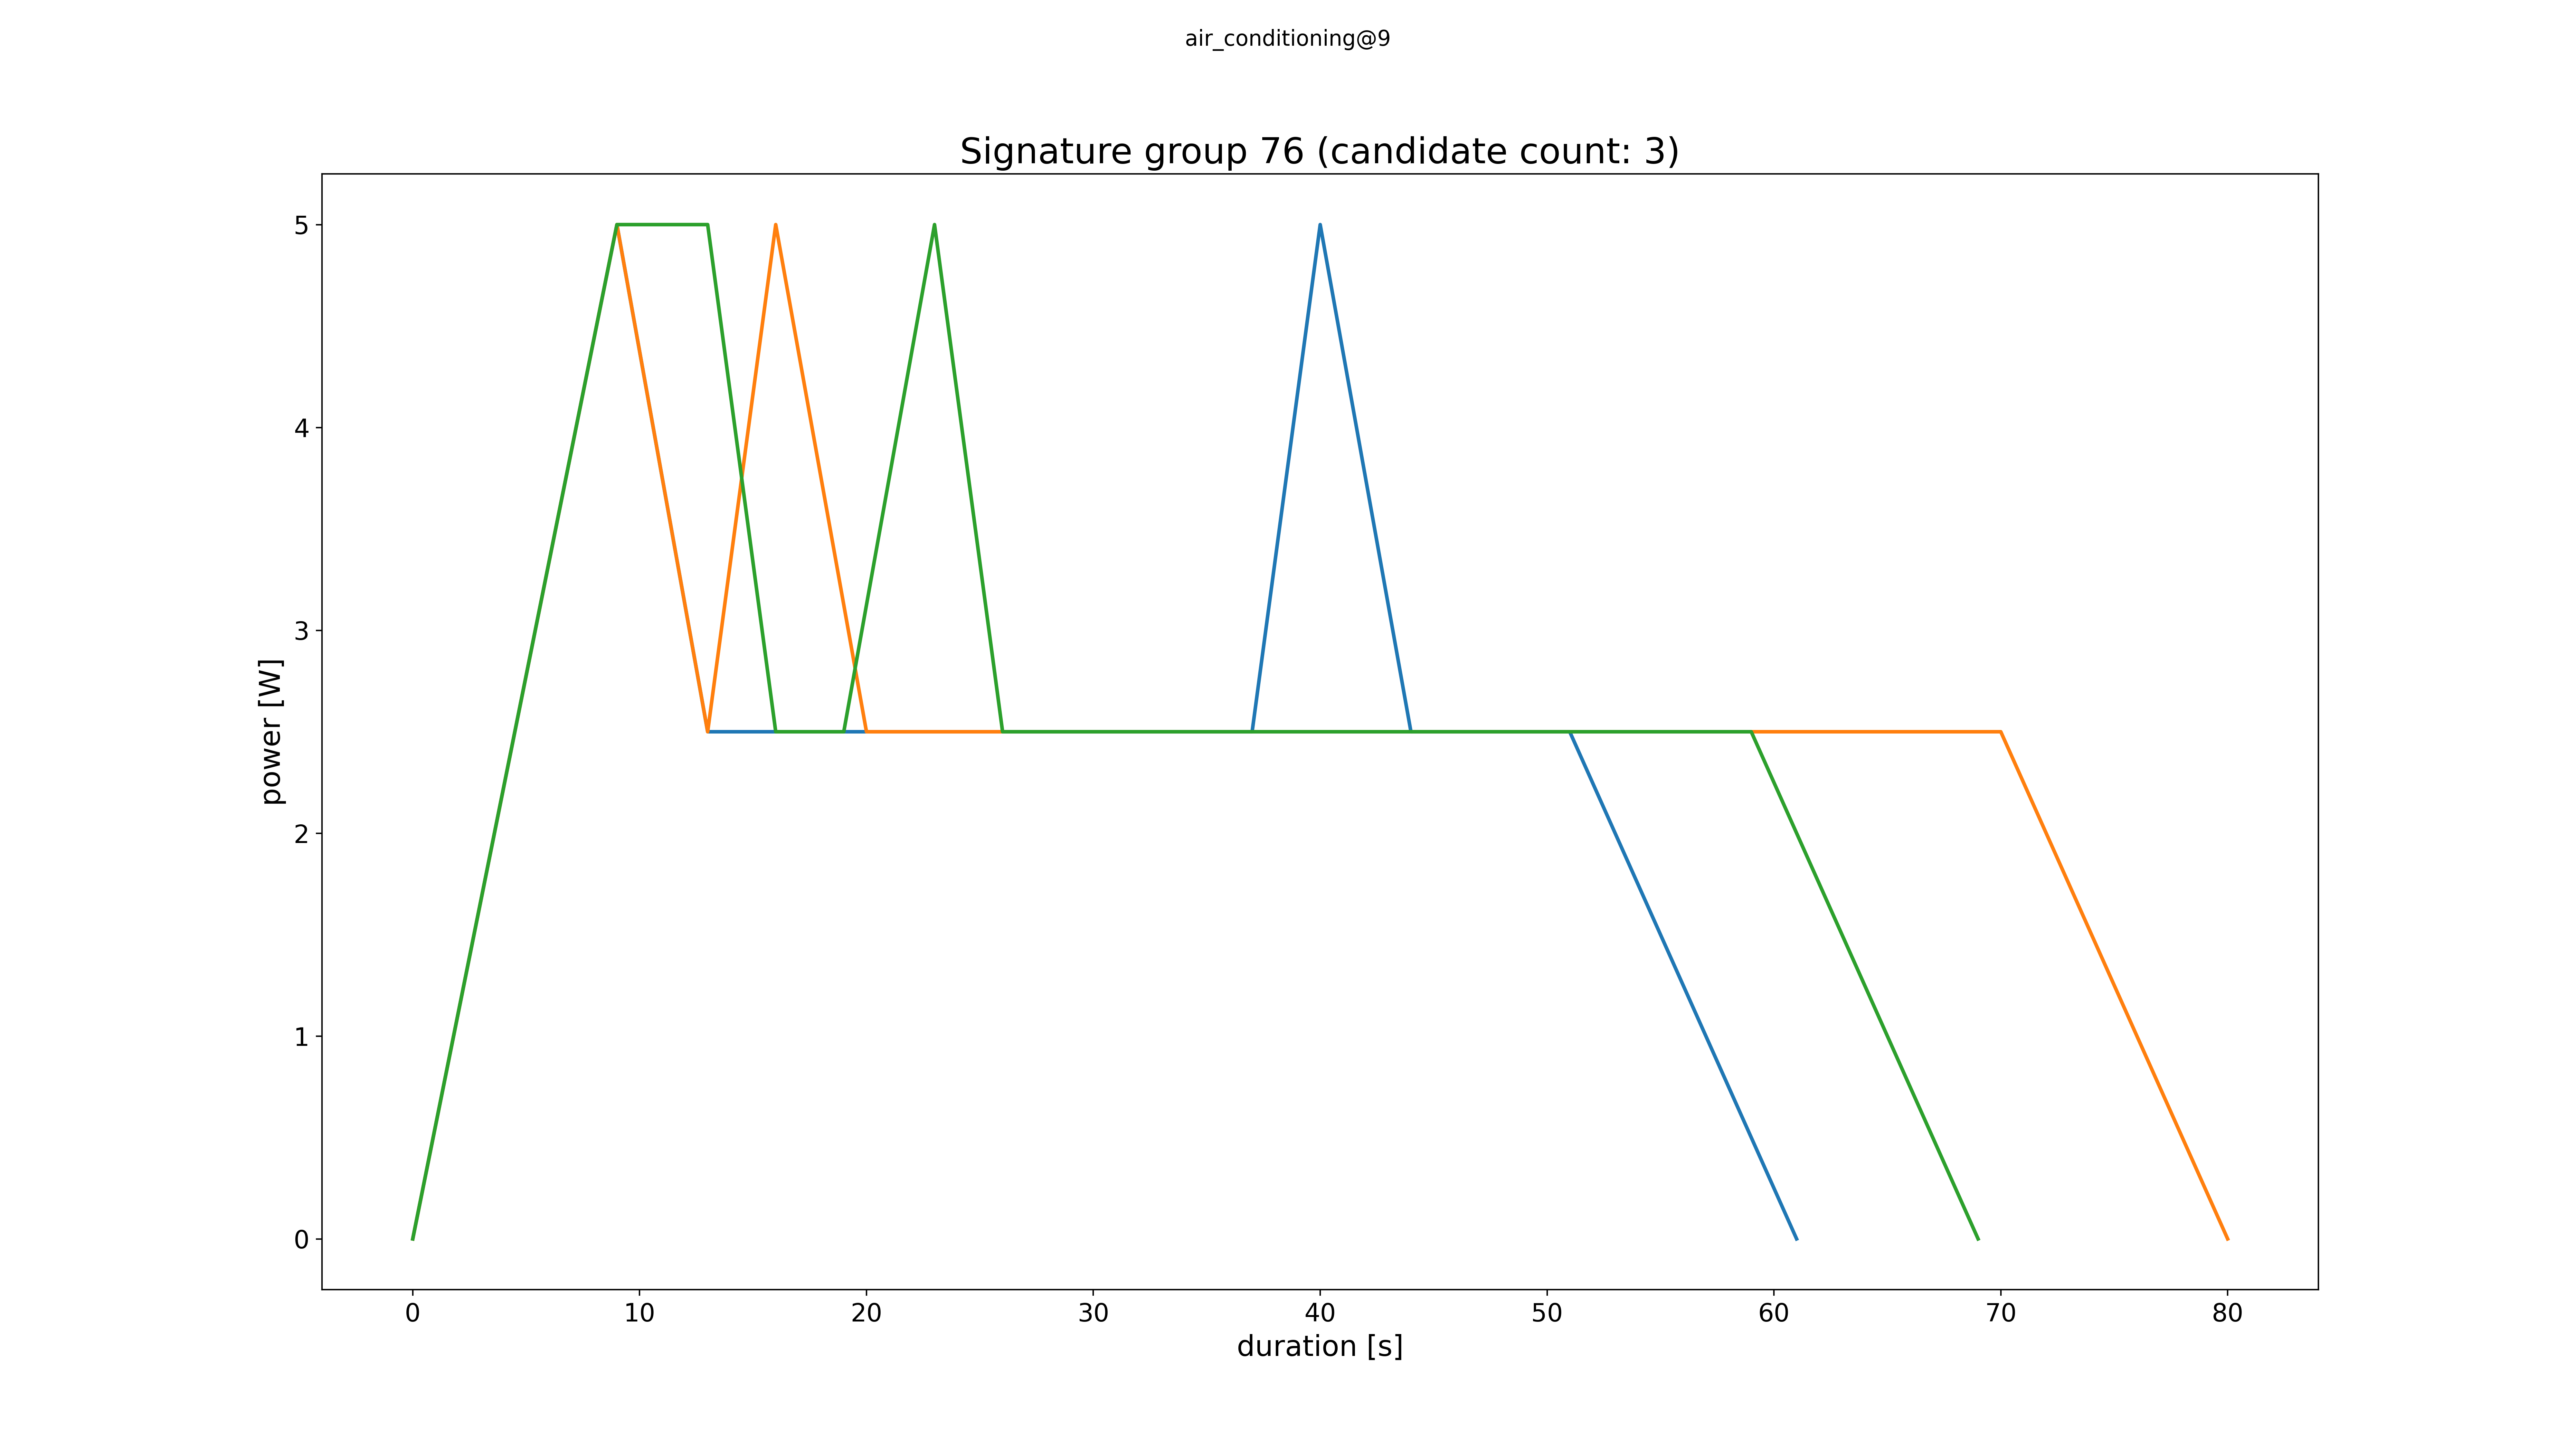 air_conditioning@9
Signature group 76 (candidate count: 3)
5
4
3
2
1
0
power [W]
0 10 20 30 40 50 60 70 80
duration [s]